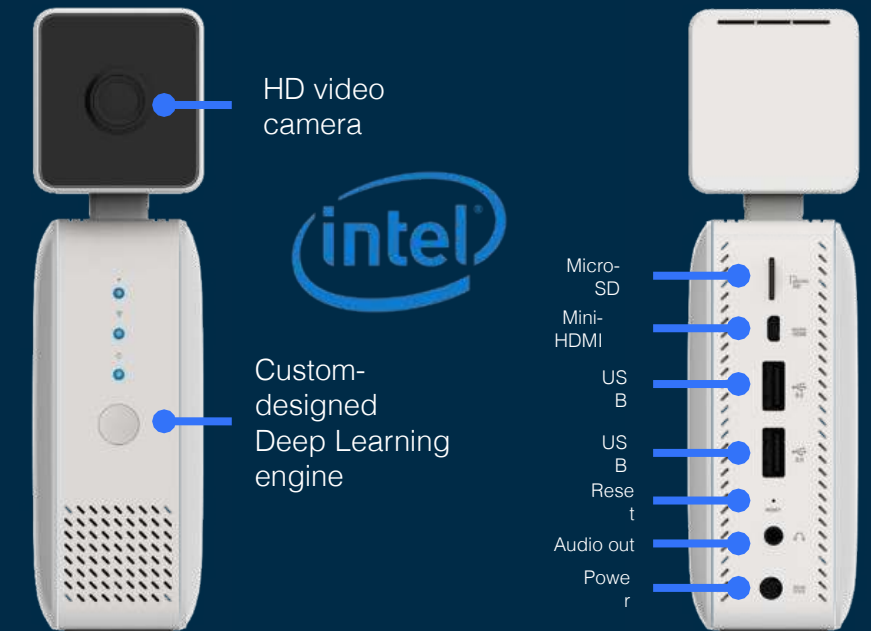 HD video
camera
intel
Custom-
designed
Deep Learning
engine
Micro-
SD
Mini-
HDMI
US
B
US
B
Rese
t
Audio out
Powe
r
RESET